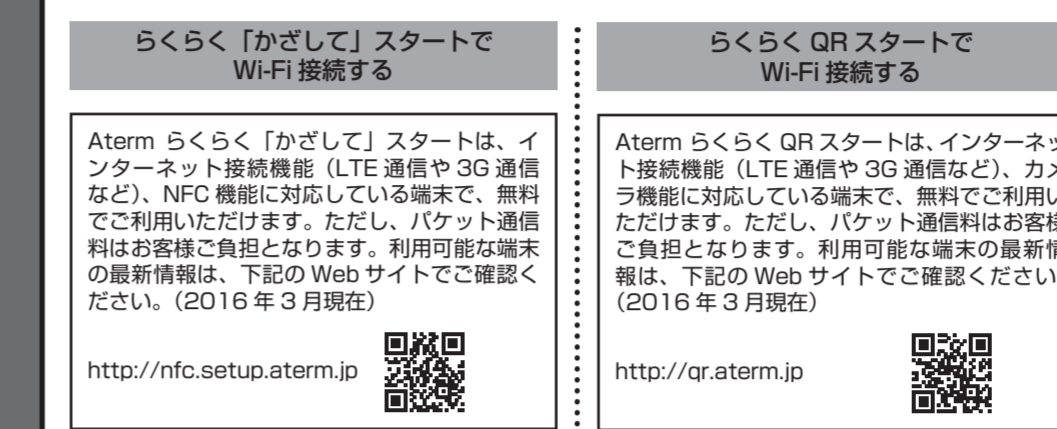 らくらく「かざして」スタートで
Wi-Fi 接続する
Aterm らくらく「かざして」スタートは、イ
ンターネット接続機能（LTE 通信や 3G 通信
など）、NFC 機能に対応している端末で、無料
でご利用いただけます。ただし、パケット通信
料はお客様ご負担となります。利用可能な端末
の最新情報は、下記の Web サイトでご確認く
ださい。（2016 年 3 月現在）
http://nfc.setup.aterm.jp
らくらく QR スタートで
Wi-Fi 接続する
Aterm らくらく QR スタートは、インターネッ
ト接続機能（LTE 通信や 3G 通信など）、カメ
ラ機能に対応している端末で、無料でご利用い
ただけます。ただし、パケット通信料はお客様
ご負担となります。利用可能な端末の最新情
報は、下記の Web サイトでご確認ください
（2016 年 3 月現在）
http://qr.aterm.jp